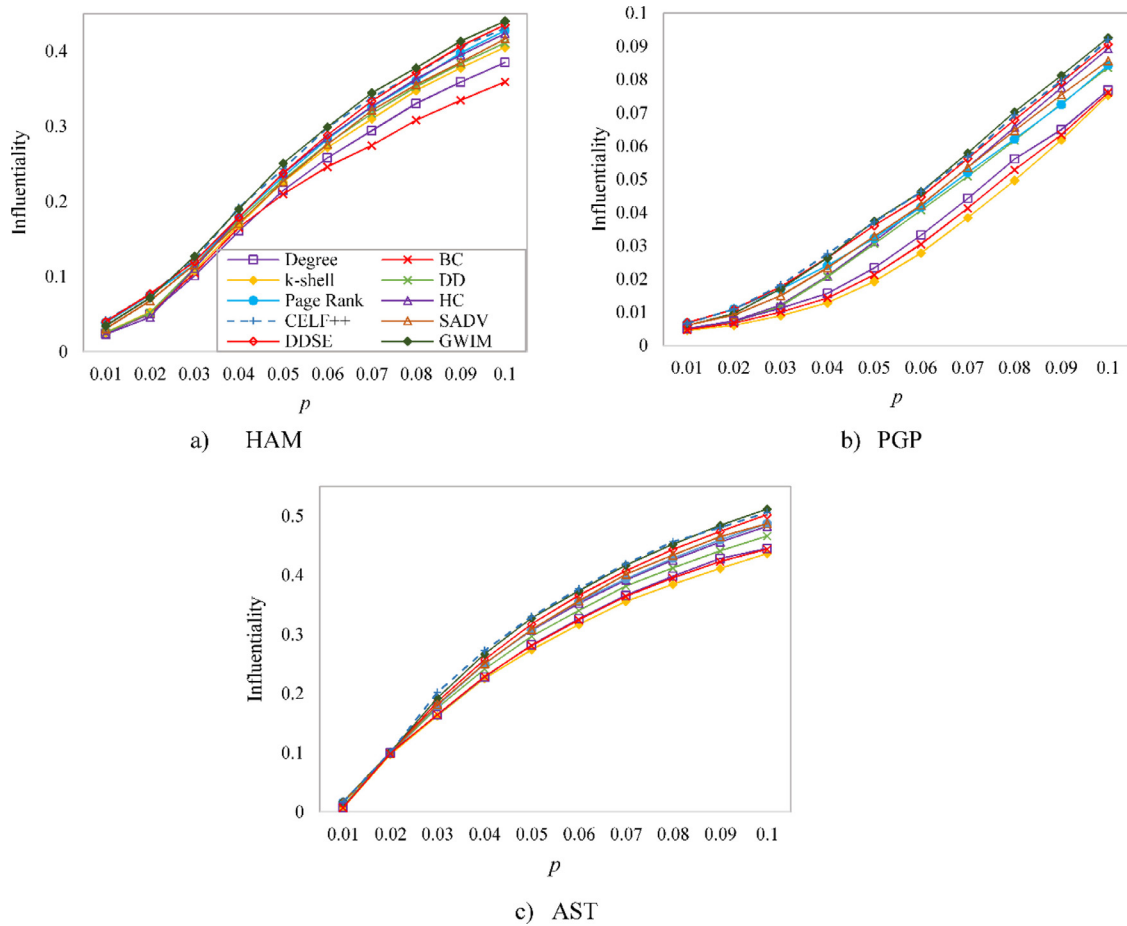 Influentiality
0.4
0.3
0.2
0.1
0
Degree BC
k-shell DD
Page Rank HC
CELF++ SADV
DDSE GWIM
0.01 0.02 0.03 0.04 0.05 0.06 0.07 0.08 0.09 0.1
p
a) HAM
Influentiality
0.1
0.09
0.08
0.07
0.06
0.05
0.04
0.03
0.02
0.01
0
0.01 0.02 0.03 0.04 0.05 0.06 0.07 0.08 0.09 0.1
p
b) PGP
Influentiality
0.5
0.4
0.3
0.2
0.1
0
0.01 0.02 0.03 0.04 0.05 0.06 0.07 0.08 0.09 0.1
p
c) AST